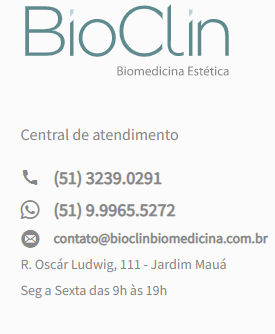 BioClin
Biomedicina Estética
Central de atendimento
(51) 3239.0291
(51) 9.9965.5272
contato@bioclinbiomedicina.com.br
R. Oscár Ludwig, 111 - Jardim Mauá
Seg a Sexta das 9h às 19h